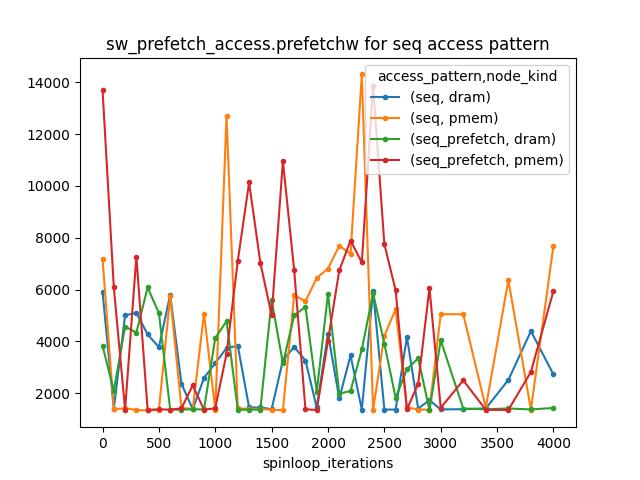 sw_prefetch_access.prefetchw for seq access pattern
access_pattern,node_kind
(seq, dram)
(seq, pmem)
(seq_prefetch, dram)
(seq_prefetch, pmem)
14000
12000
10000
8000
6000
4000
2000
0 500 1000 1500 2000 2500 3000 3500 4000
spinloop_iterations